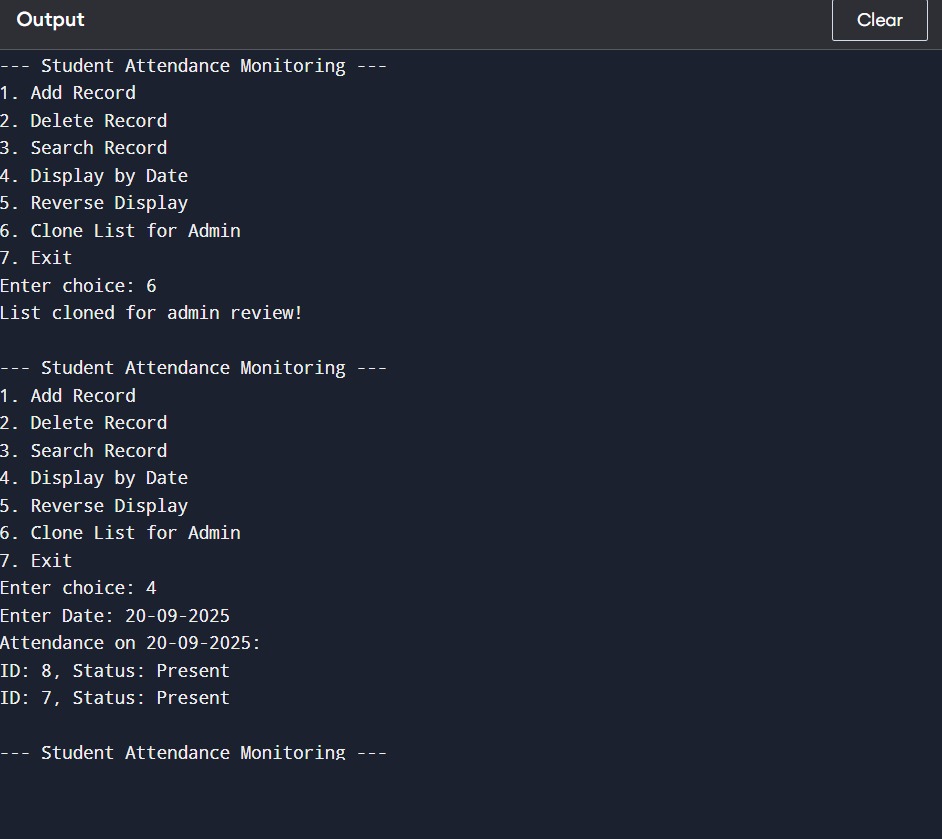 Output
Clear
--- Student Attendance Monitoring ---
1. Add Record
2. Delete Record
3. Search Record
4. Display by Date
5. Reverse Display
6. Clone List for Admin
7. Exit
Enter choice: 6
List cloned for admin review!
--- Student Attendance Monitoring ---
1. Add Record
2. Delete Record
3. Search Record
4. Display by Date
5. Reverse Display
6. Clone List for Admin
7. Exit
Enter choice: 4
Enter Date: 20-09-2025
Attendance on 20-09-2025:
ID: 8, Status: Present
ID: 7, Status: Present
--- Student Attendance Monitoring ---